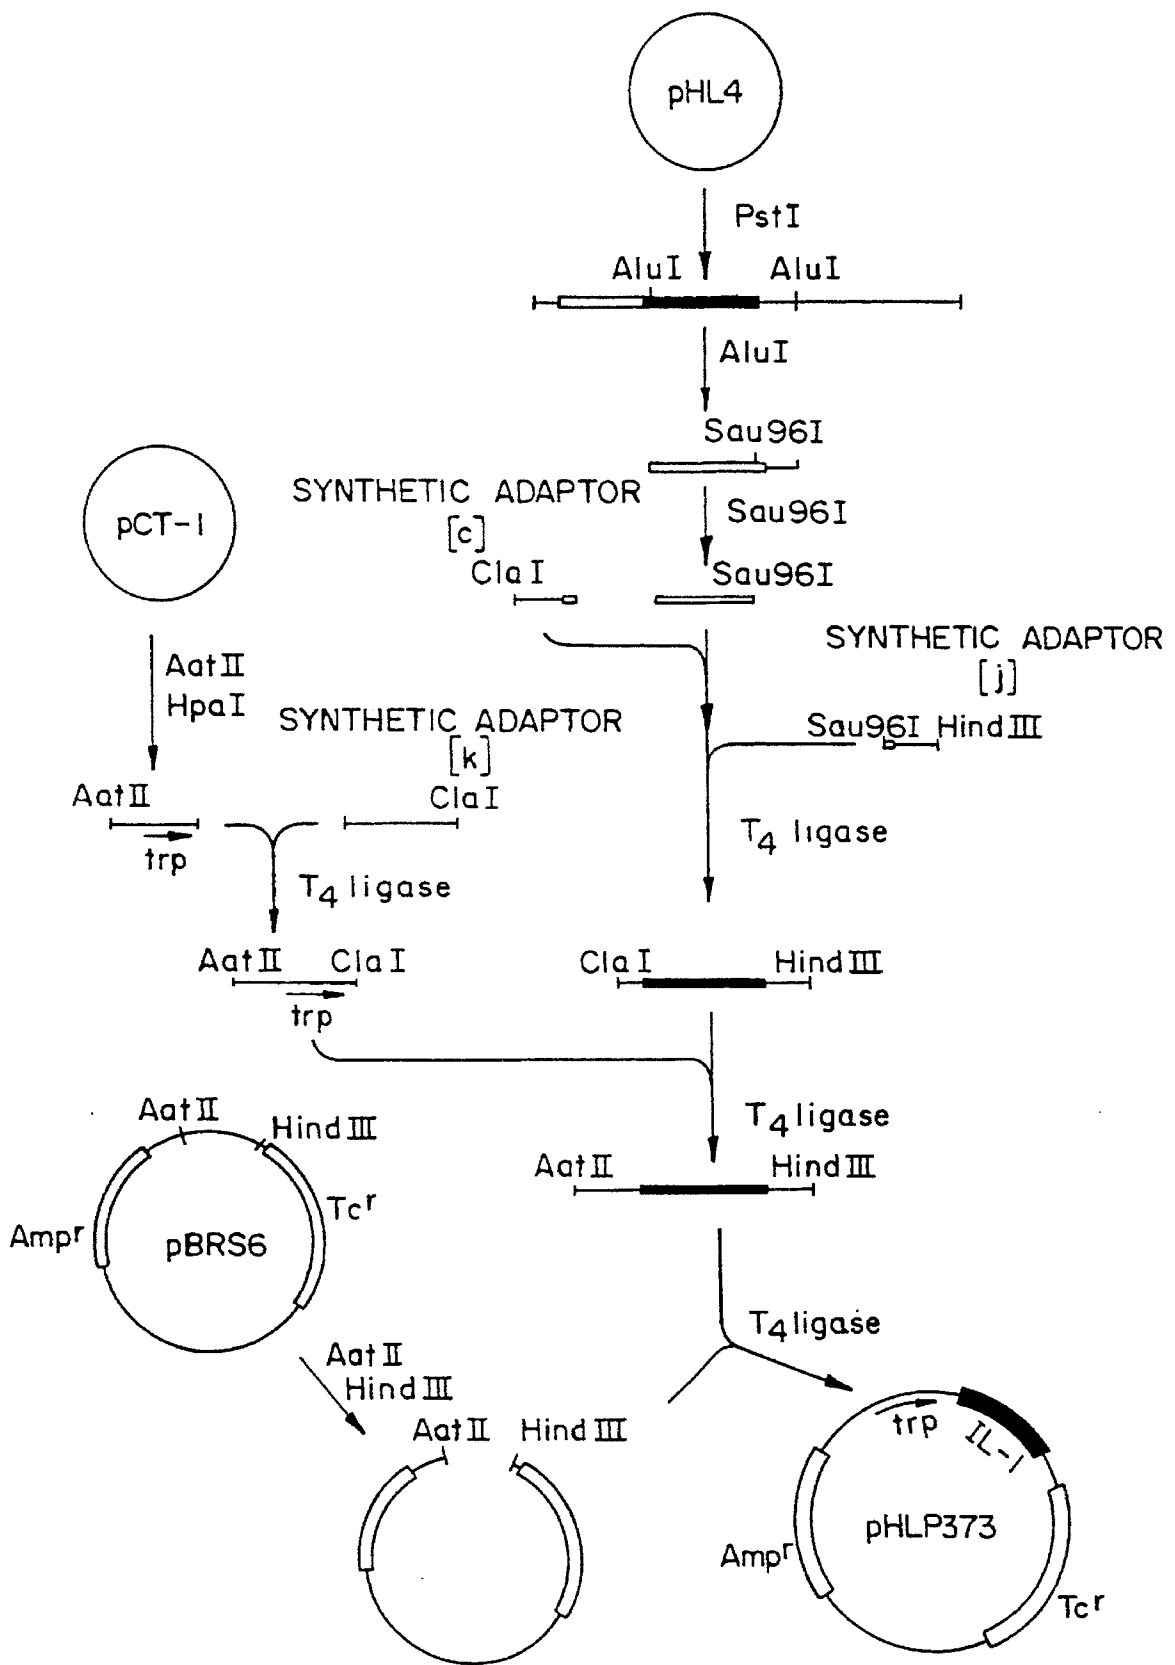 pHL4
PstI
AluI AluI
AluI
Sau96I
SYNTHETIC ADAPTOR
[c]
Sau96I
pCT-1
ClaI
Sau96I
SYNTHETIC ADAPTOR
[j]
AatII
HpaI
SYNTHETIC ADAPTOR
[k]
Sau96I HindIII
AatII
ClaI
trp
T4 ligase
T4 ligase
AatII ClaI
trp
ClaI HindIII
T4 ligase
AatII
HindIII
Ampr
Tcr
pBRS6
AatII HindIII
T4 ligase
AatII
HindIII
AatII HindIII
trp
IL-1
pHLP373
Ampr
Tcr